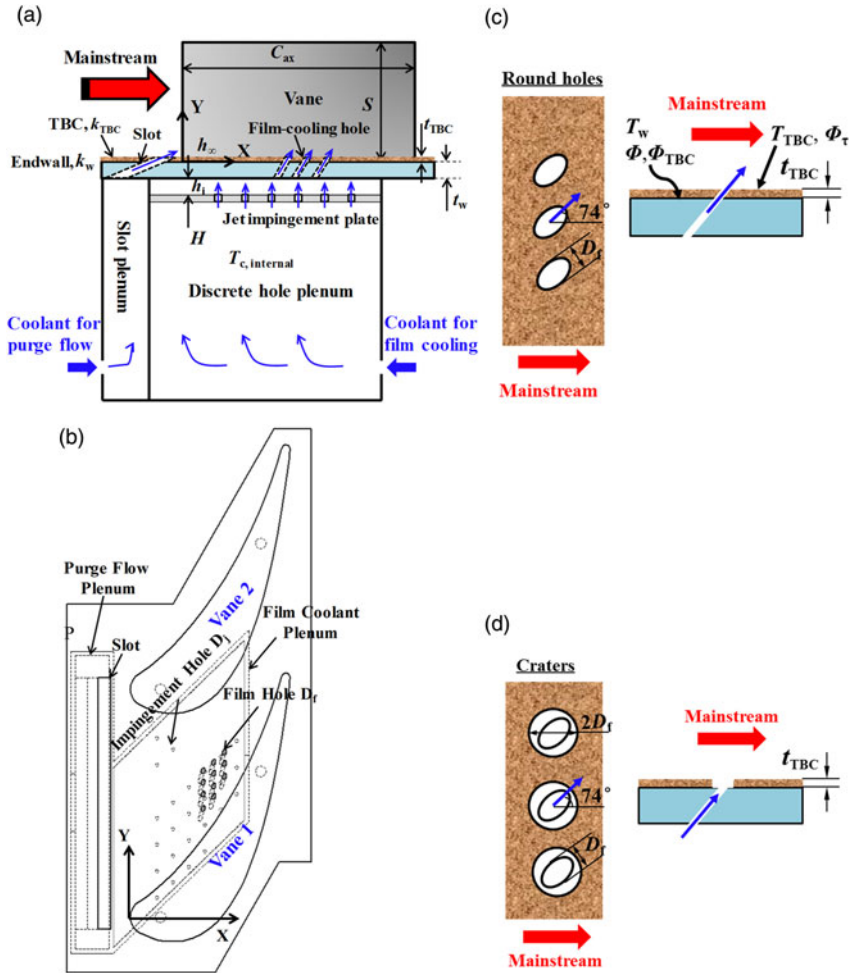 (a)
Mainstream
C_ax
S
Y
Vane
TBC, k_TBC
Slot
h_∞
X
Film-cooling hole
t_TBC
Endwall, k_w
h_i
t_w
Jet impingement plate
H
T_c, internal
Slot plenum
Discrete hole plenum
Coolant for
purge flow
Coolant for
film cooling
(b)
Purge Flow
Plenum
P
Slot
Vane 2
Impingement Hole D_j
Film Coolant
Plenum
Film Hole D_f
Vane 1
Y
X
(c)
Round holes
Mainstream
T_w
Φ, Φ_TBC
T_TBC, Φ_τ
t_TBC
74°
D_f
Mainstream
(d)
Craters
Mainstream
2D_f
t_TBC
74°
D_f
Mainstream